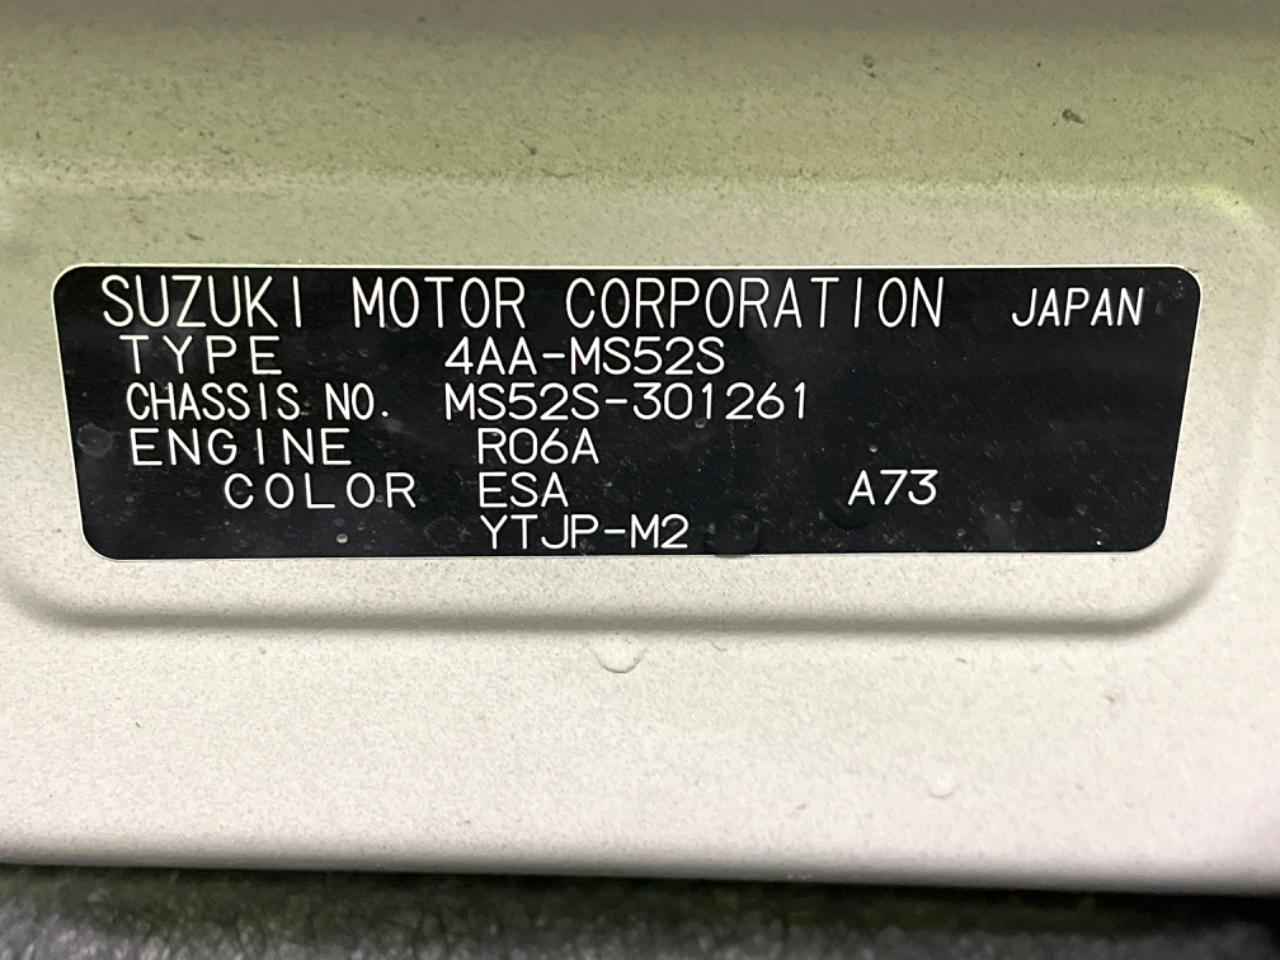 SUZUKI MOTOR CORPORATION JAPAN
TYPE 4AA-MS52S
CHASSIS NO. MS52S-301261
ENGINE R06A
COLOR ESA A73
YTJP-M2